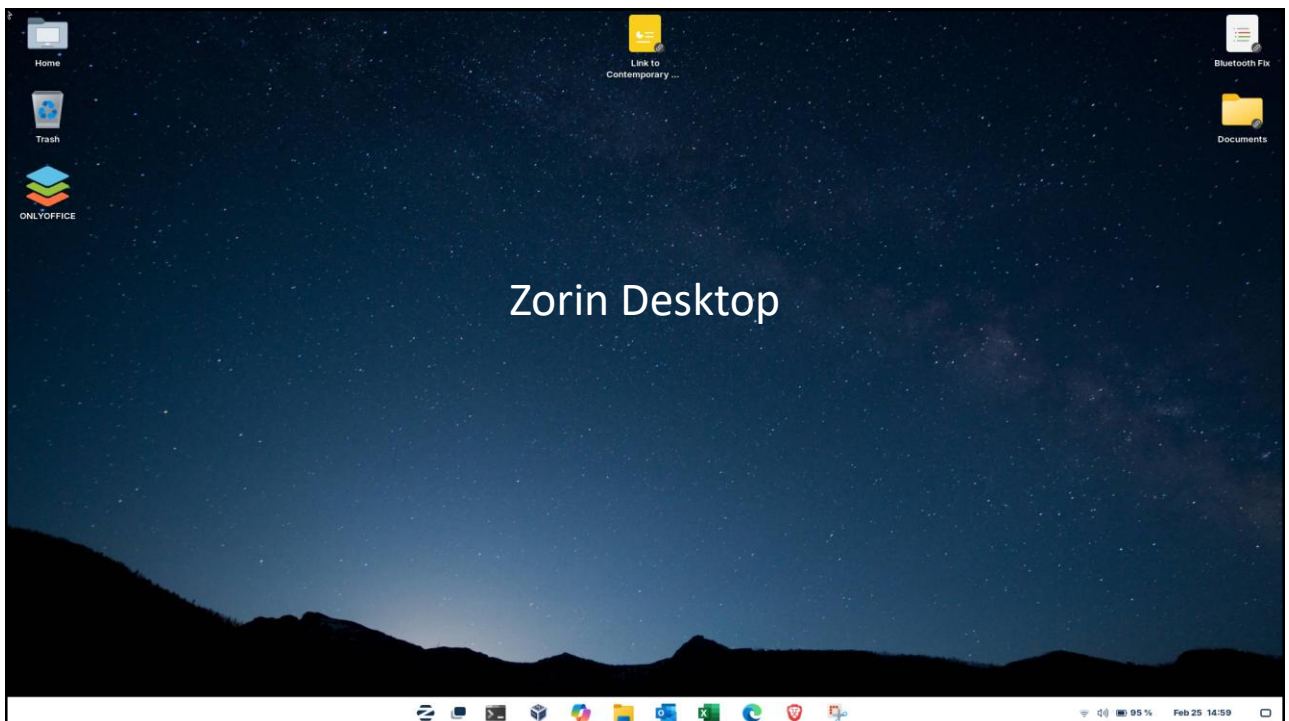 Home
Link to
Contemporary ...
Bluetooth Fix
Trash
Documents
ONLYOFFICE
Zorin Desktop
95 %
Feb 25 14:59